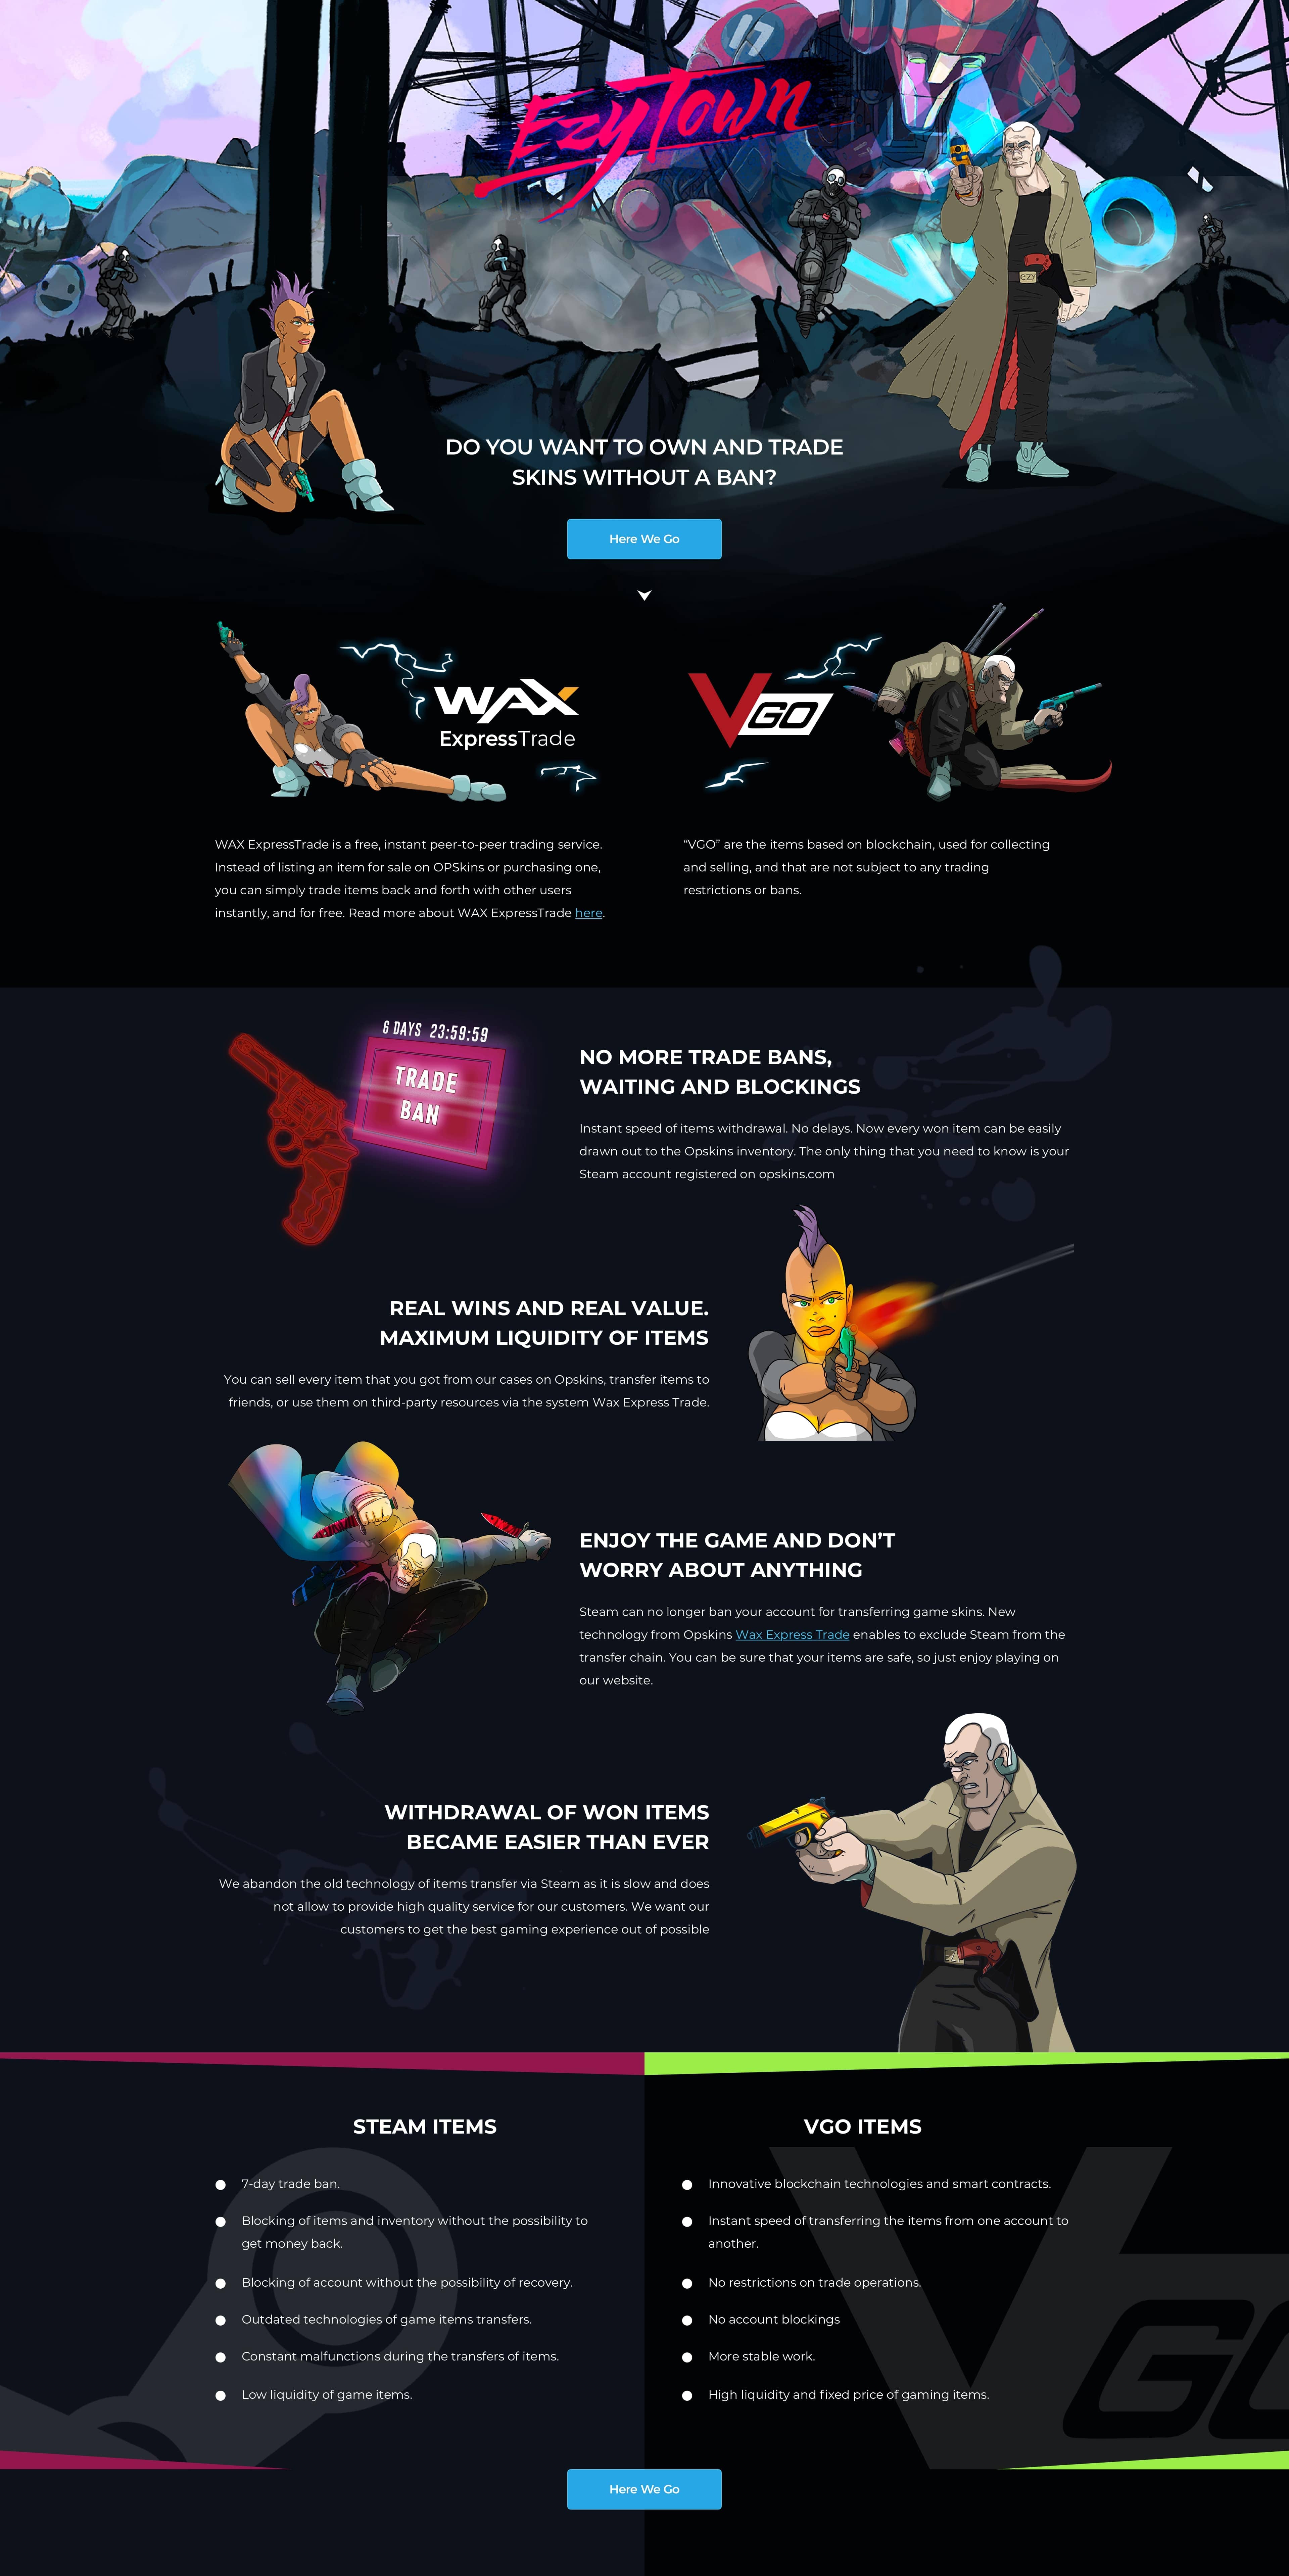 17
EzyTown
EZY
DO YOU WANT TO OWN AND TRADE
SKINS WITHOUT A BAN?
Here We Go
WAX
ExpressTrade
VGO
WAX ExpressTrade is a free, instant peer-to-peer trading service.
Instead of listing an item for sale on OPSkins or purchasing one,
you can simply trade items back and forth with other users
instantly, and for free. Read more about WAX ExpressTrade here.
“VGO” are the items based on blockchain, used for collecting
and selling, and that are not subject to any trading
restrictions or bans.
6 DAYS 23:59:59
TRADE
BAN
NO MORE TRADE BANS,
WAITING AND BLOCKINGS
Instant speed of items withdrawal. No delays. Now every won item can be easily
drawn out to the Opskins inventory. The only thing that you need to know is your
Steam account registered on opskins.com
REAL WINS AND REAL VALUE.
MAXIMUM LIQUIDITY OF ITEMS
You can sell every item that you got from our cases on Opskins, transfer items to
friends, or use them on third-party resources via the system Wax Express Trade.
ENJOY THE GAME AND DON’T
WORRY ABOUT ANYTHING
Steam can no longer ban your account for transferring game skins. New
technology from Opskins Wax Express Trade enables to exclude Steam from the
transfer chain. You can be sure that your items are safe, so just enjoy playing on
our website.
WITHDRAWAL OF WON ITEMS
BECAME EASIER THAN EVER
We abandon the old technology of items transfer via Steam as it is slow and does
not allow to provide high quality service for our customers. We want our
customers to get the best gaming experience out of possible
STEAM ITEMS
7-day trade ban.
Blocking of items and inventory without the possibility to
get money back.
Blocking of account without the possibility of recovery.
Outdated technologies of game items transfers.
Constant malfunctions during the transfers of items.
Low liquidity of game items.
VGO ITEMS
Innovative blockchain technologies and smart contracts.
Instant speed of transferring the items from one account to
another.
No restrictions on trade operations.
No account blockings
More stable work.
High liquidity and fixed price of gaming items.
VGO
Here We Go